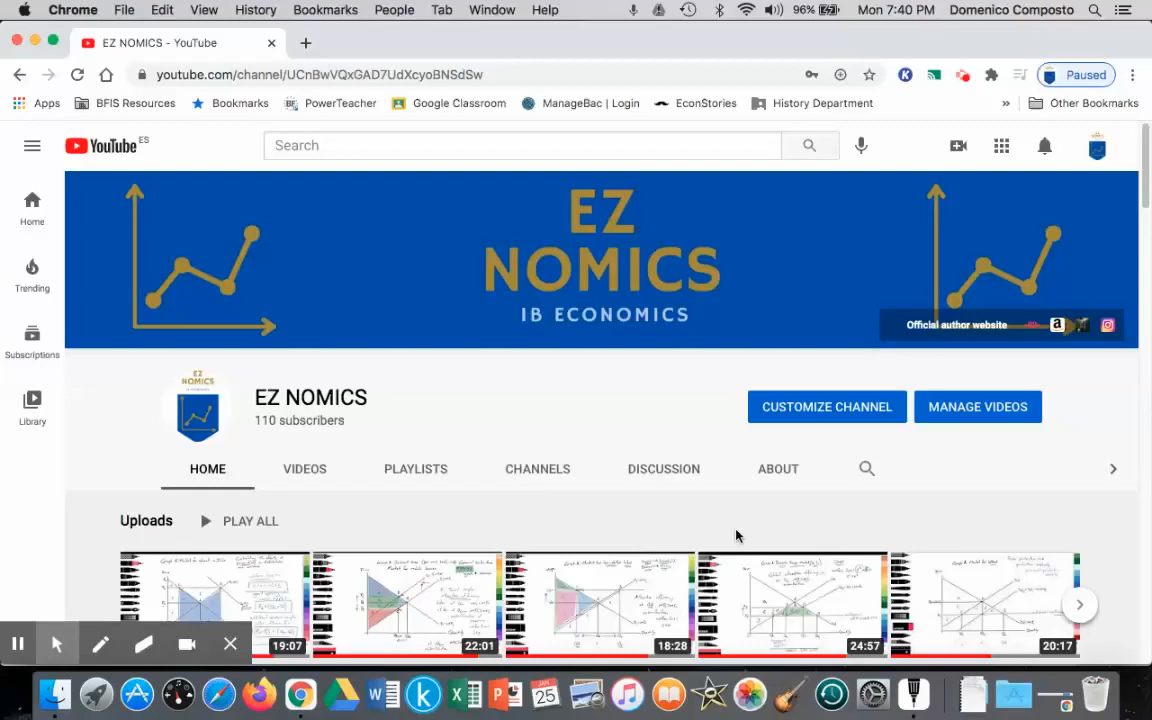 Chrome File Edit View History Bookmarks People Tab Window Help 96% Mon 7:40 PM Domenico Composto
EZ NOMICS - YouTube
youtube.com/channel/UCnBwVQxGAD7UdXcyoBNSdSw Paused
Apps BFIS Resources Bookmarks PowerTeacher Google Classroom ManageBac | Login EconStories History Department » Other Bookmarks
YouTube ES Search
Home
Trending
Subscriptions
Library
EZ
NOMICS
IB ECONOMICS
Official author website
EZ
NOMICS
EZ NOMICS
110 subscribers
CUSTOMIZE CHANNEL MANAGE VIDEOS
HOME VIDEOS PLAYLISTS CHANNELS DISCUSSION ABOUT
Uploads PLAY ALL
19:07 22:01 18:28 24:57 20:17
JAN
25